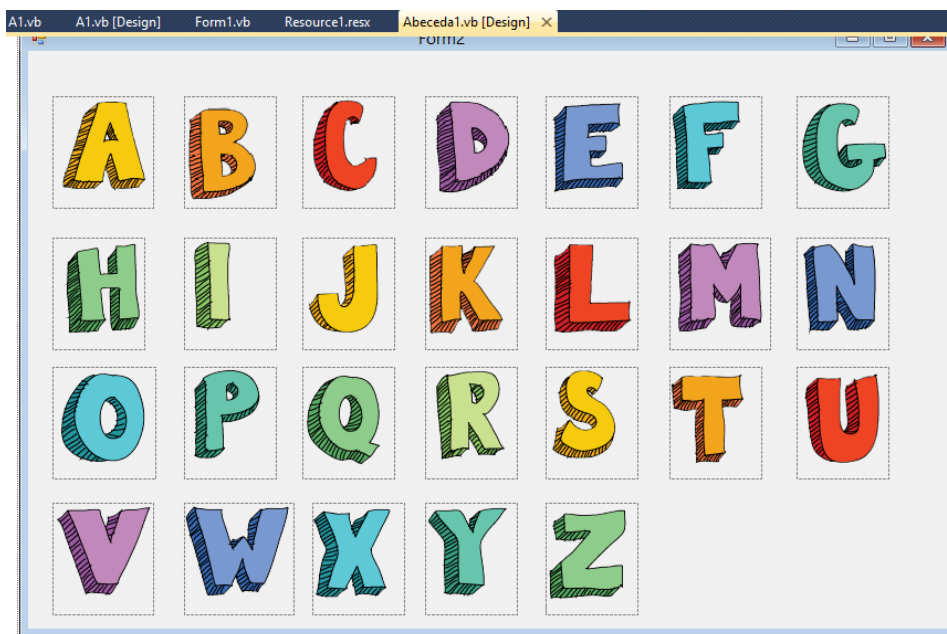 A1.vb A1.vb [Design] Form1.vb Resource1.resx Abeceda1.vb [Design]
Form2
A B C D E F G
H I J K L M N
O P Q R S T U
V W X Y Z